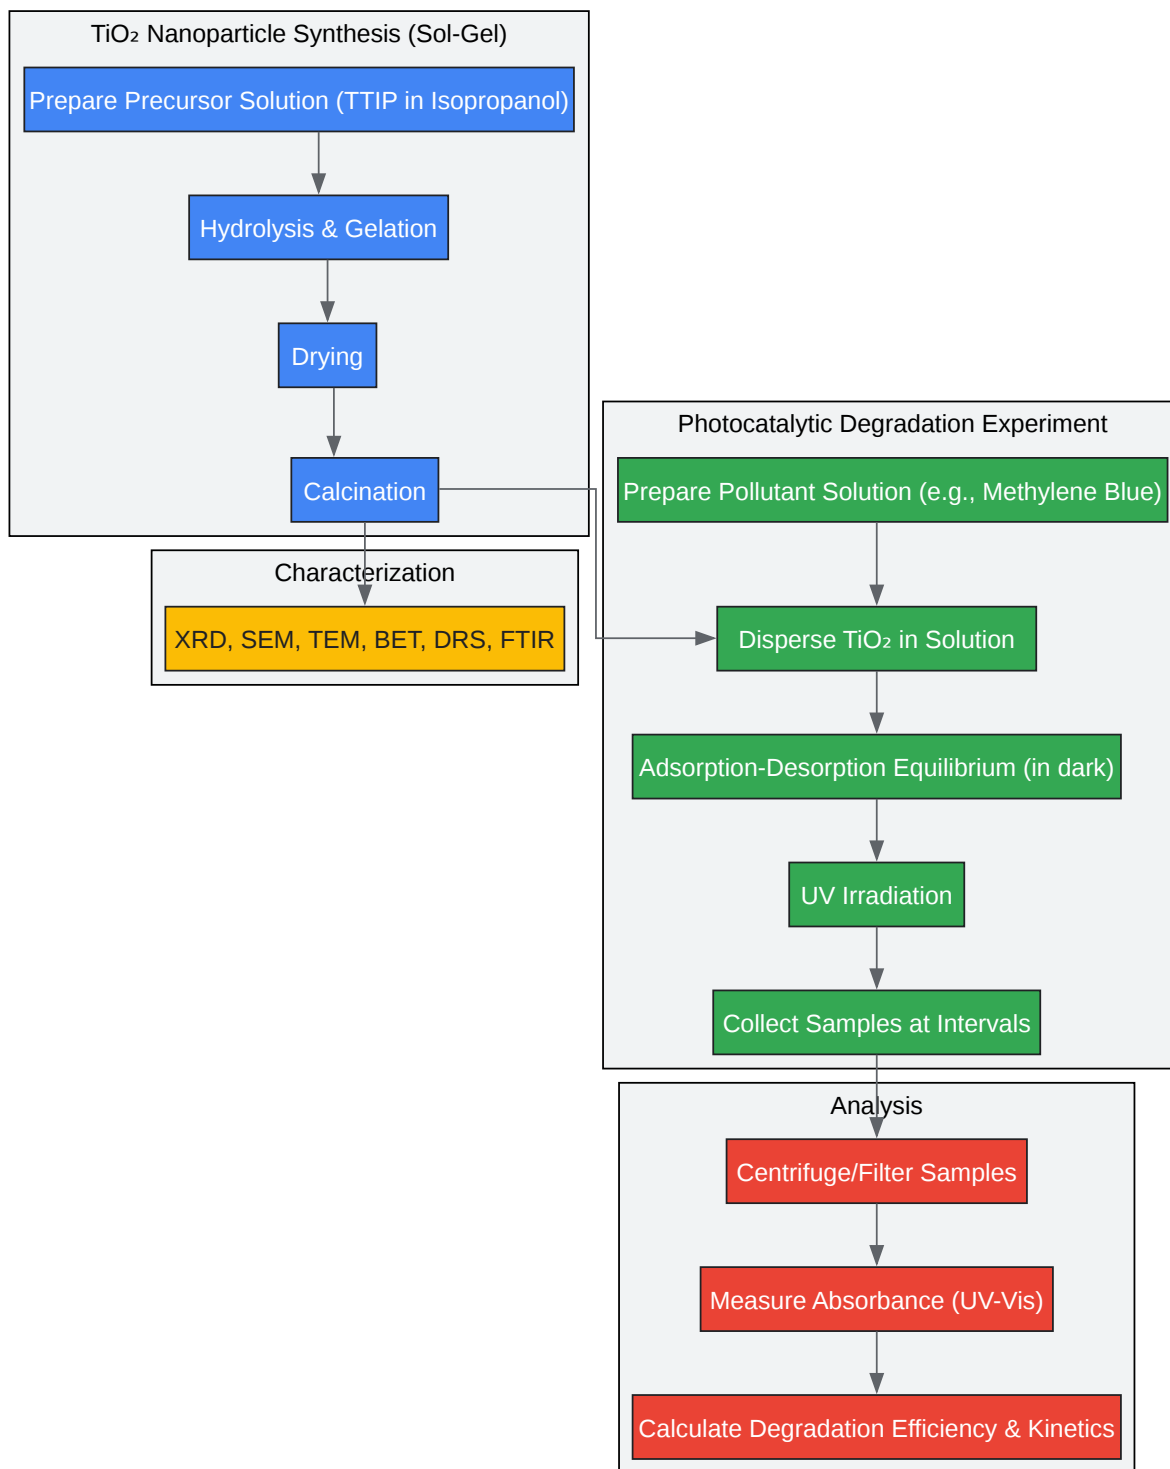 TiO₂ Nanoparticle Synthesis (Sol-Gel)
Prepare Precursor Solution (TTIP in Isopropanol)
Hydrolysis & Gelation
Drying
Calcination
Characterization
XRD, SEM, TEM, BET, DRS, FTIR
Photocatalytic Degradation Experiment
Prepare Pollutant Solution (e.g., Methylene Blue)
Disperse TiO₂ in Solution
Adsorption-Desorption Equilibrium (in dark)
UV Irradiation
Collect Samples at Intervals
Analysis
Centrifuge/Filter Samples
Measure Absorbance (UV-Vis)
Calculate Degradation Efficiency & Kinetics